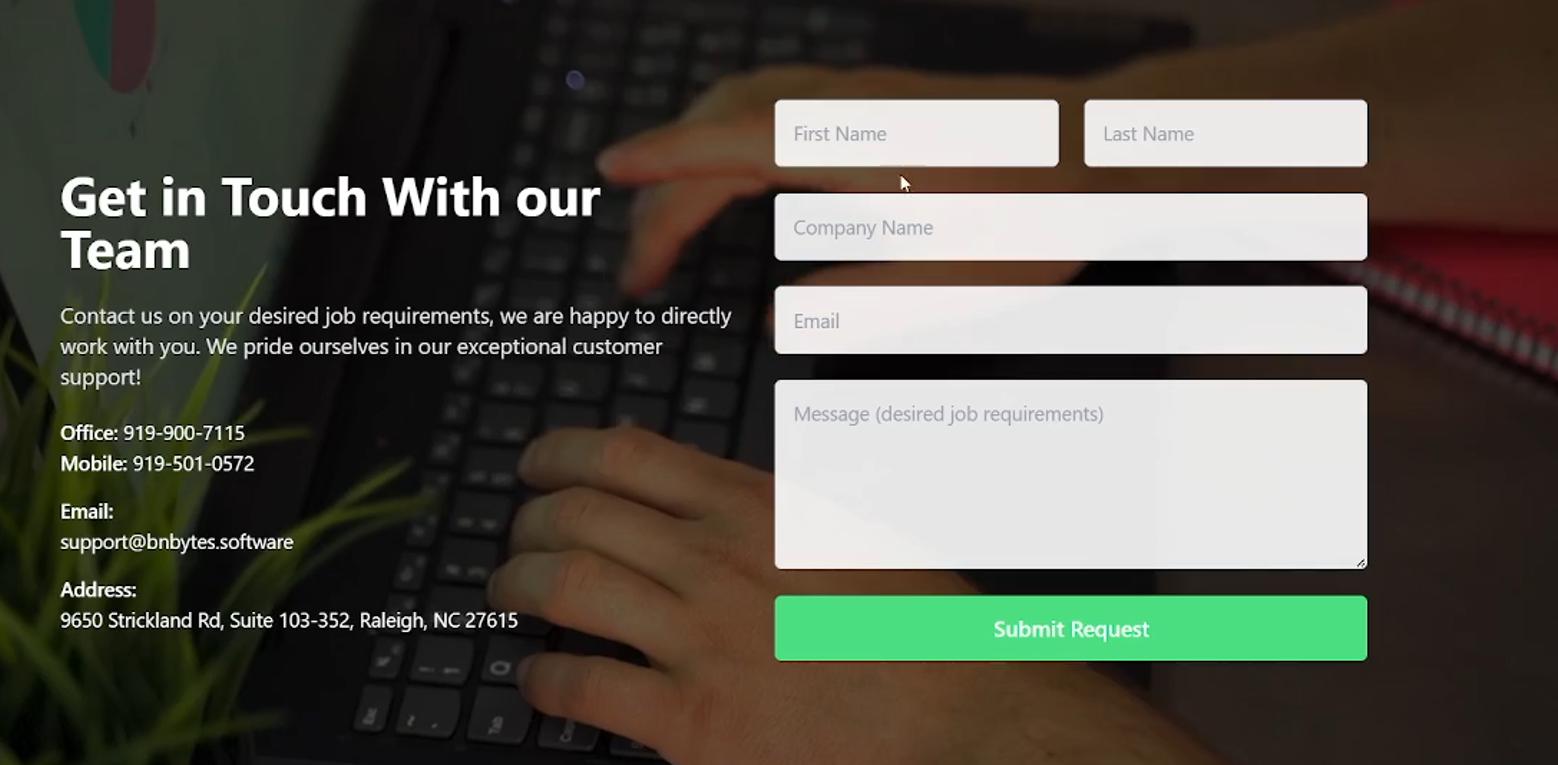 Get in Touch With our
Team
Contact us on your desired job requirements, we are happy to directly
work with you. We pride ourselves in our exceptional customer
support!
Office: 919-900-7115
Mobile: 919-501-0572
Email:
support@bnbytes.software
Address:
9650 Strickland Rd, Suite 103-352, Raleigh, NC 27615
First Name
Last Name
Company Name
Email
Message (desired job requirements)
Submit Request
Esc
Tab